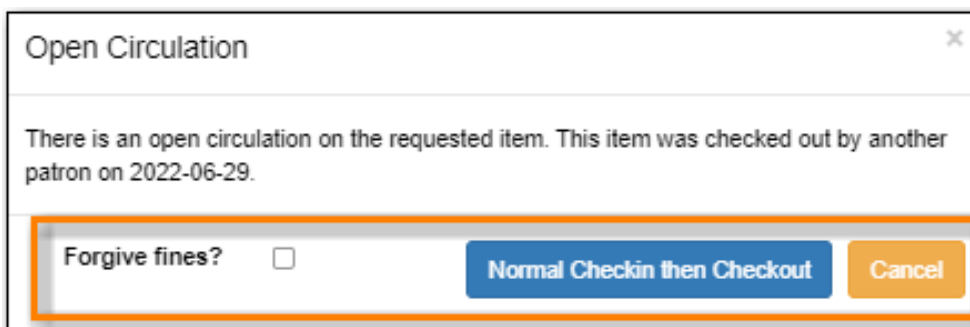 Open Circulation ×
There is an open circulation on the requested item. This item was checked out by another
patron on 2022-06-29.
Forgive fines? Normal Checkin then Checkout Cancel